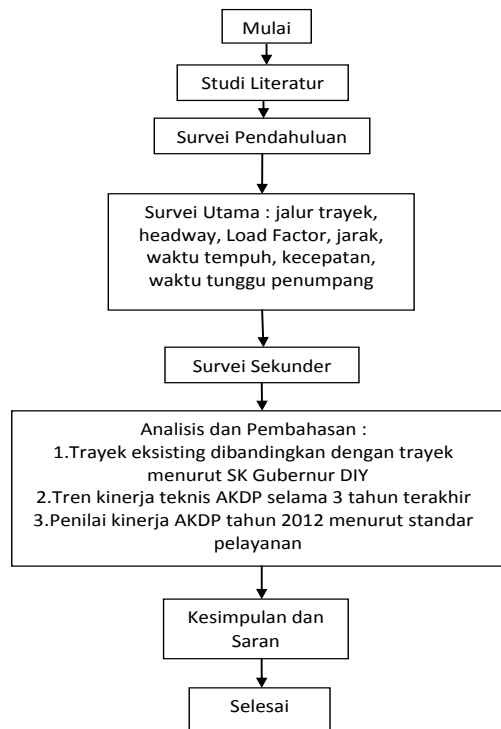 Mulai
Studi Literatur
Survei Pendahuluan
Survei Utama : jalur trayek,
headway, Load Factor, jarak,
waktu tempuh, kecepatan,
waktu tunggu penumpang
Survei Sekunder
Analisis dan Pembahasan :
1.Trayek eksisting dibandingkan dengan trayek
menurut SK Gubernur DIY
2.Tren kinerja teknis AKDP selama 3 tahun terakhir
3.Penilai kinerja AKDP tahun 2012 menurut standar
pelayanan
Kesimpulan dan
Saran
Selesai